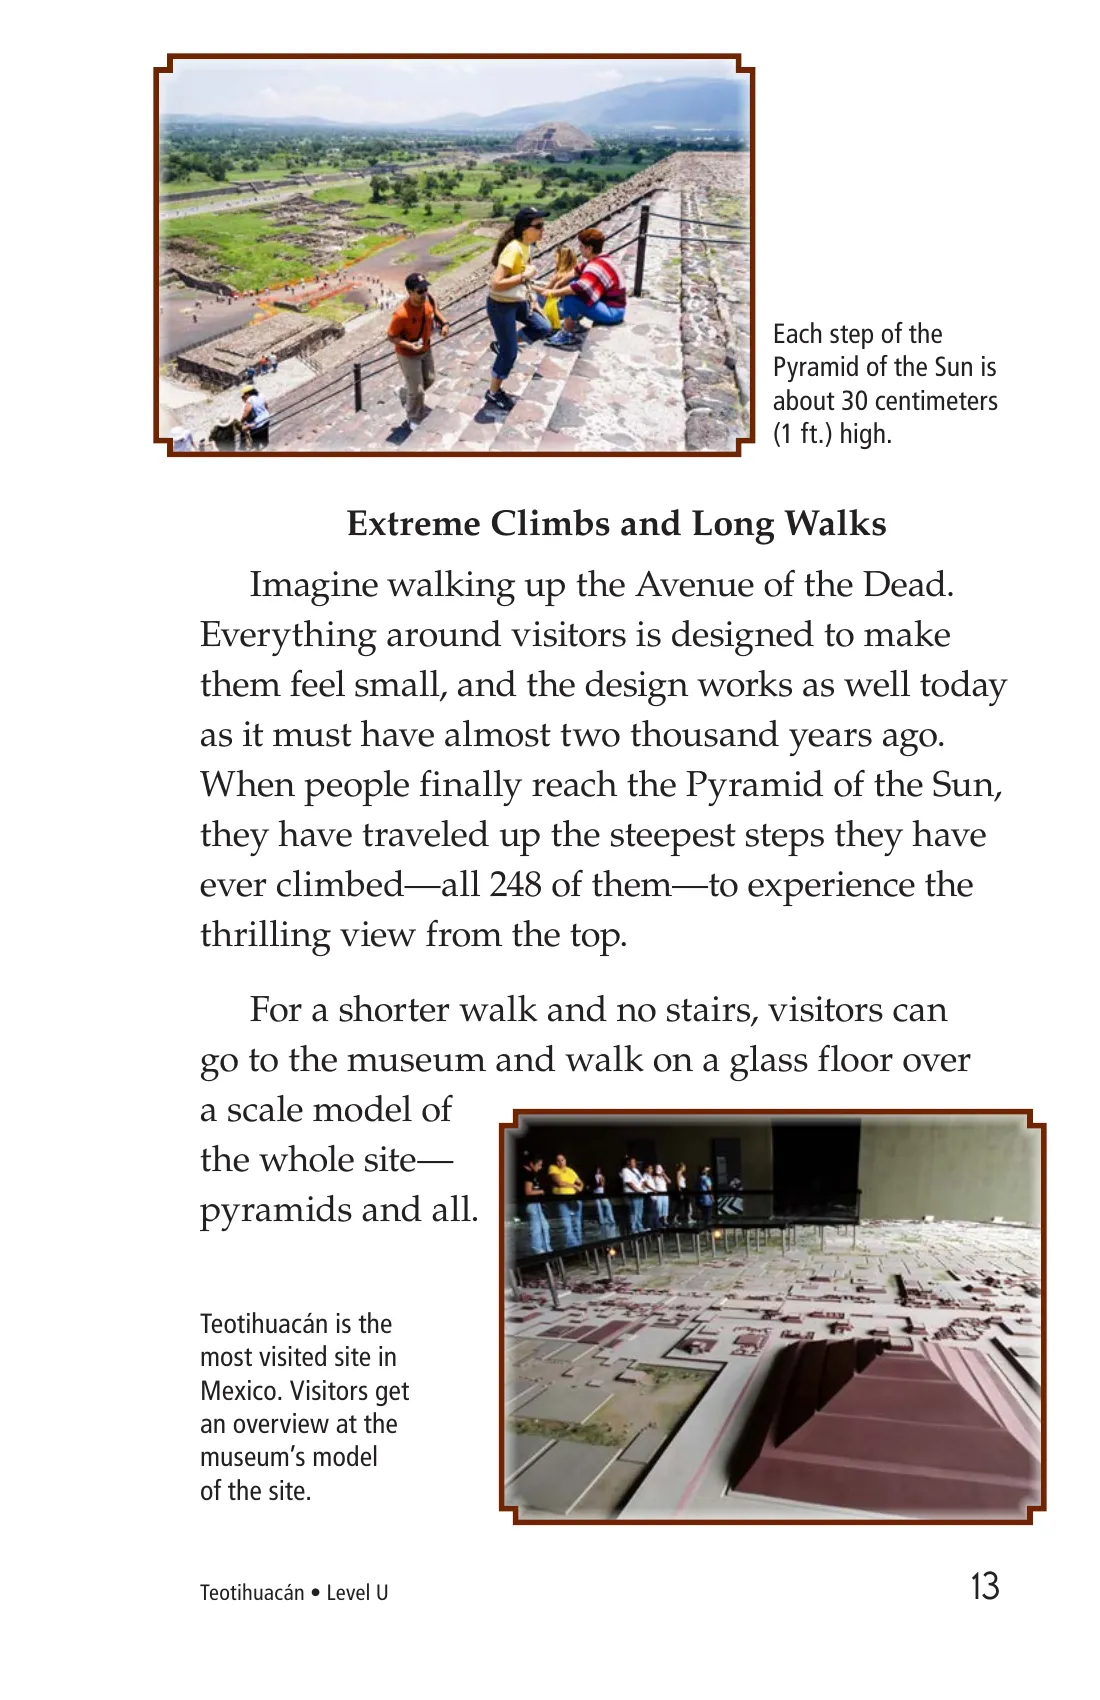 Each step of the
Pyramid of the Sun is
about 30 centimeters
(1 ft.) high.
Extreme Climbs and Long Walks
Imagine walking up the Avenue of the Dead.
Everything around visitors is designed to make
them feel small, and the design works as well today
as it must have almost two thousand years ago.
When people finally reach the Pyramid of the Sun,
they have traveled up the steepest steps they have
ever climbed—all 248 of them—to experience the
thrilling view from the top.
For a shorter walk and no stairs, visitors can
go to the museum and walk on a glass floor over
a scale model of
the whole site—
pyramids and all.
Teotihuacán is the
most visited site in
Mexico. Visitors get
an overview at the
museum’s model
of the site.
Teotihuacán • Level U
13